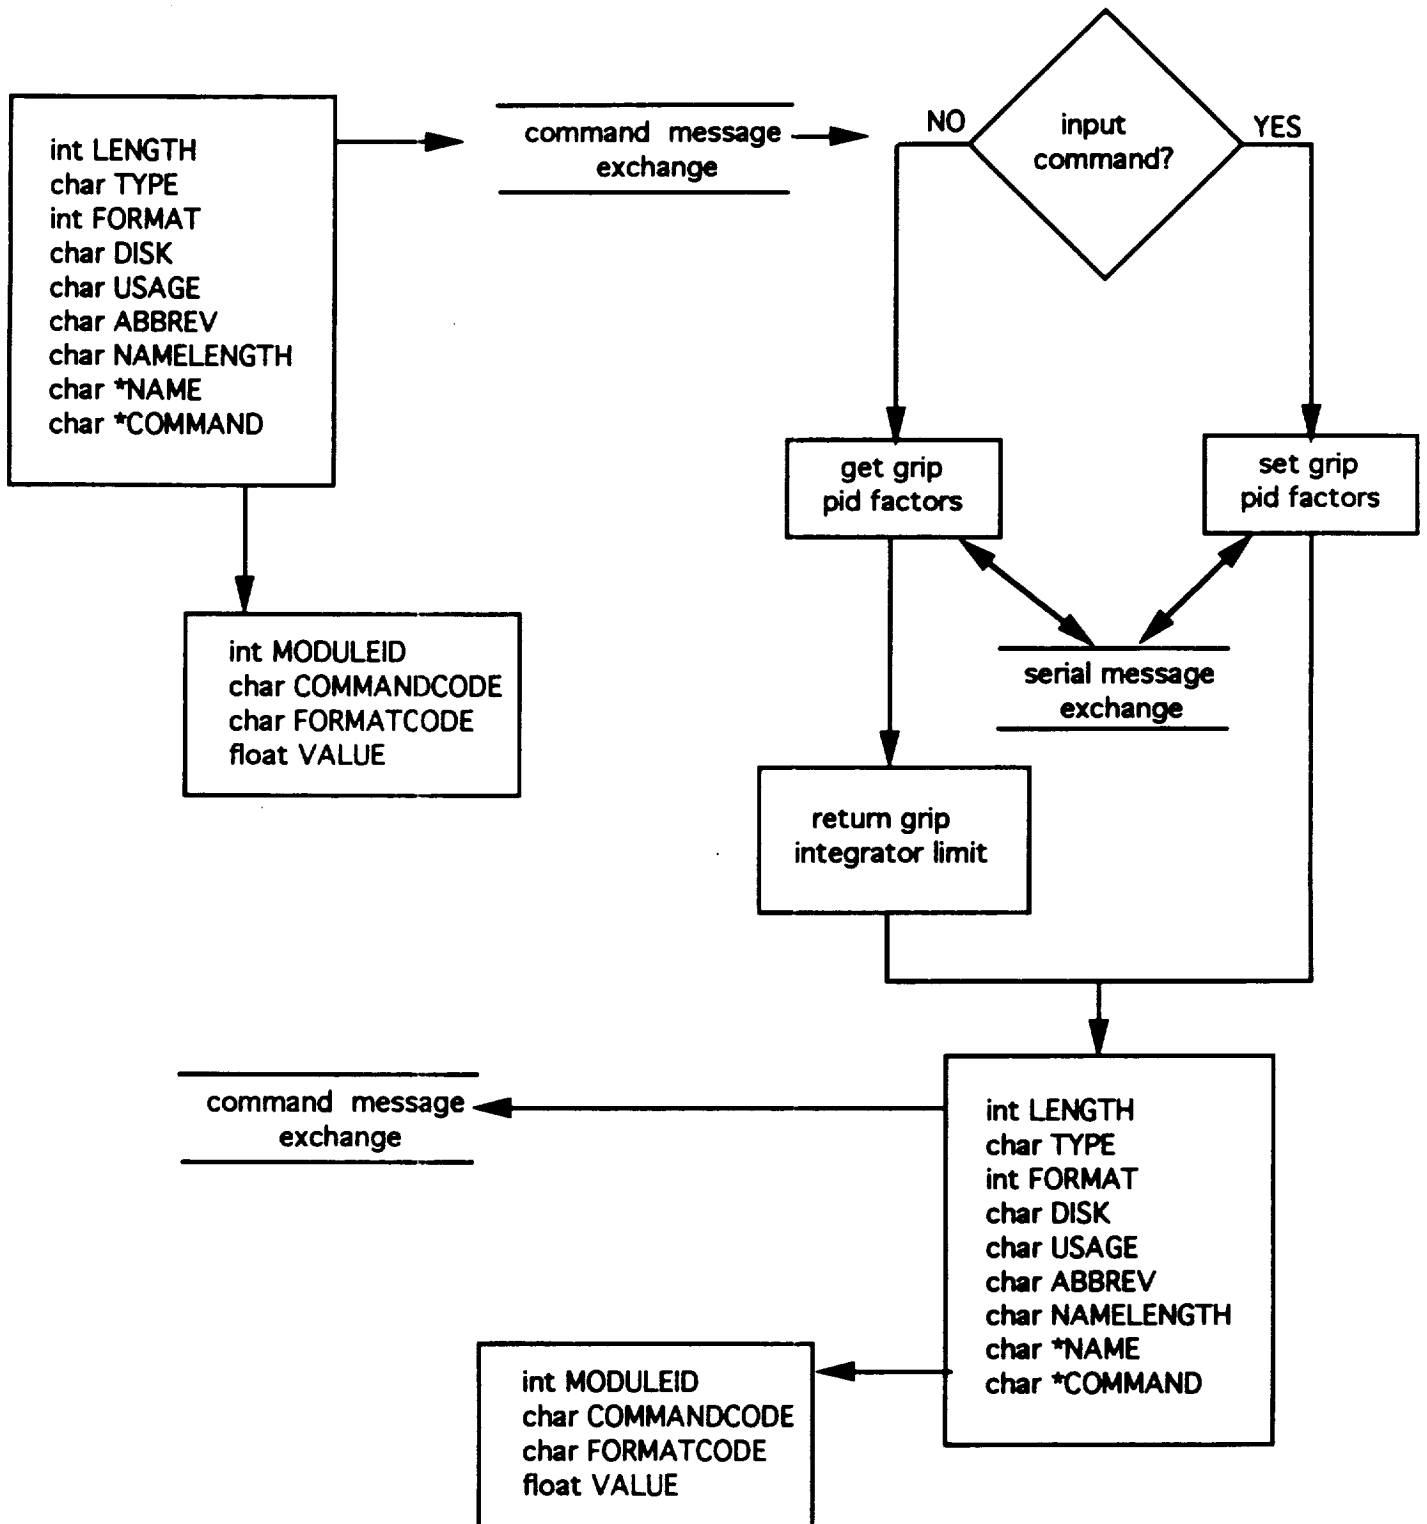 int LENGTH
char TYPE
int FORMAT
char DISK
char USAGE
char ABBREV
char NAMELENGTH
char *NAME
char *COMMAND
command message
exchange
NO
input
command?
YES
get grip
pid factors
set grip
pid factors
int MODULEID
char COMMANDCODE
char FORMATCODE
float VALUE
serial message
exchange
return grip
integrator limit
command message
exchange
int LENGTH
char TYPE
int FORMAT
char DISK
char USAGE
char ABBREV
char NAMELENGTH
char *NAME
char *COMMAND
int MODULEID
char COMMANDCODE
char FORMATCODE
float VALUE